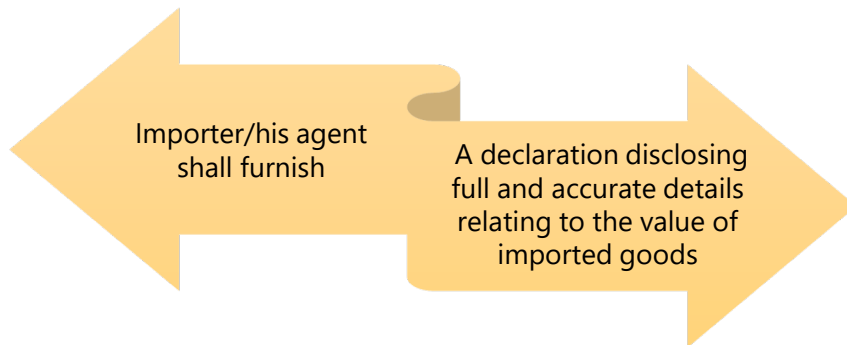 Importer/his agent
shall furnish
A declaration disclosing
full and accurate details
relating to the value of
imported goods